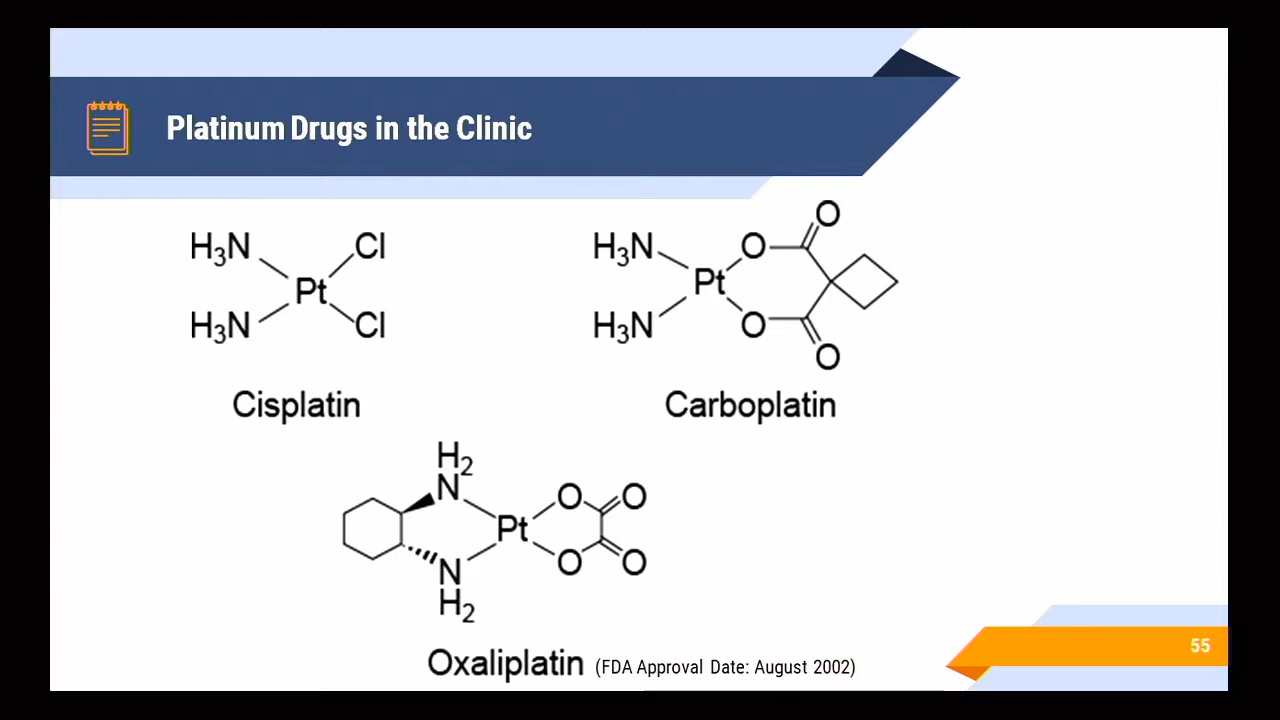 Platinum Drugs in the Clinic
H₃N Cl
Pt
H₃N Cl
Cisplatin
O
H₃N O
Pt
H₃N O
O
Carboplatin
H₂
N O O
Pt
N O O
H₂
Oxaliplatin (FDA Approval Date: August 2002)
55